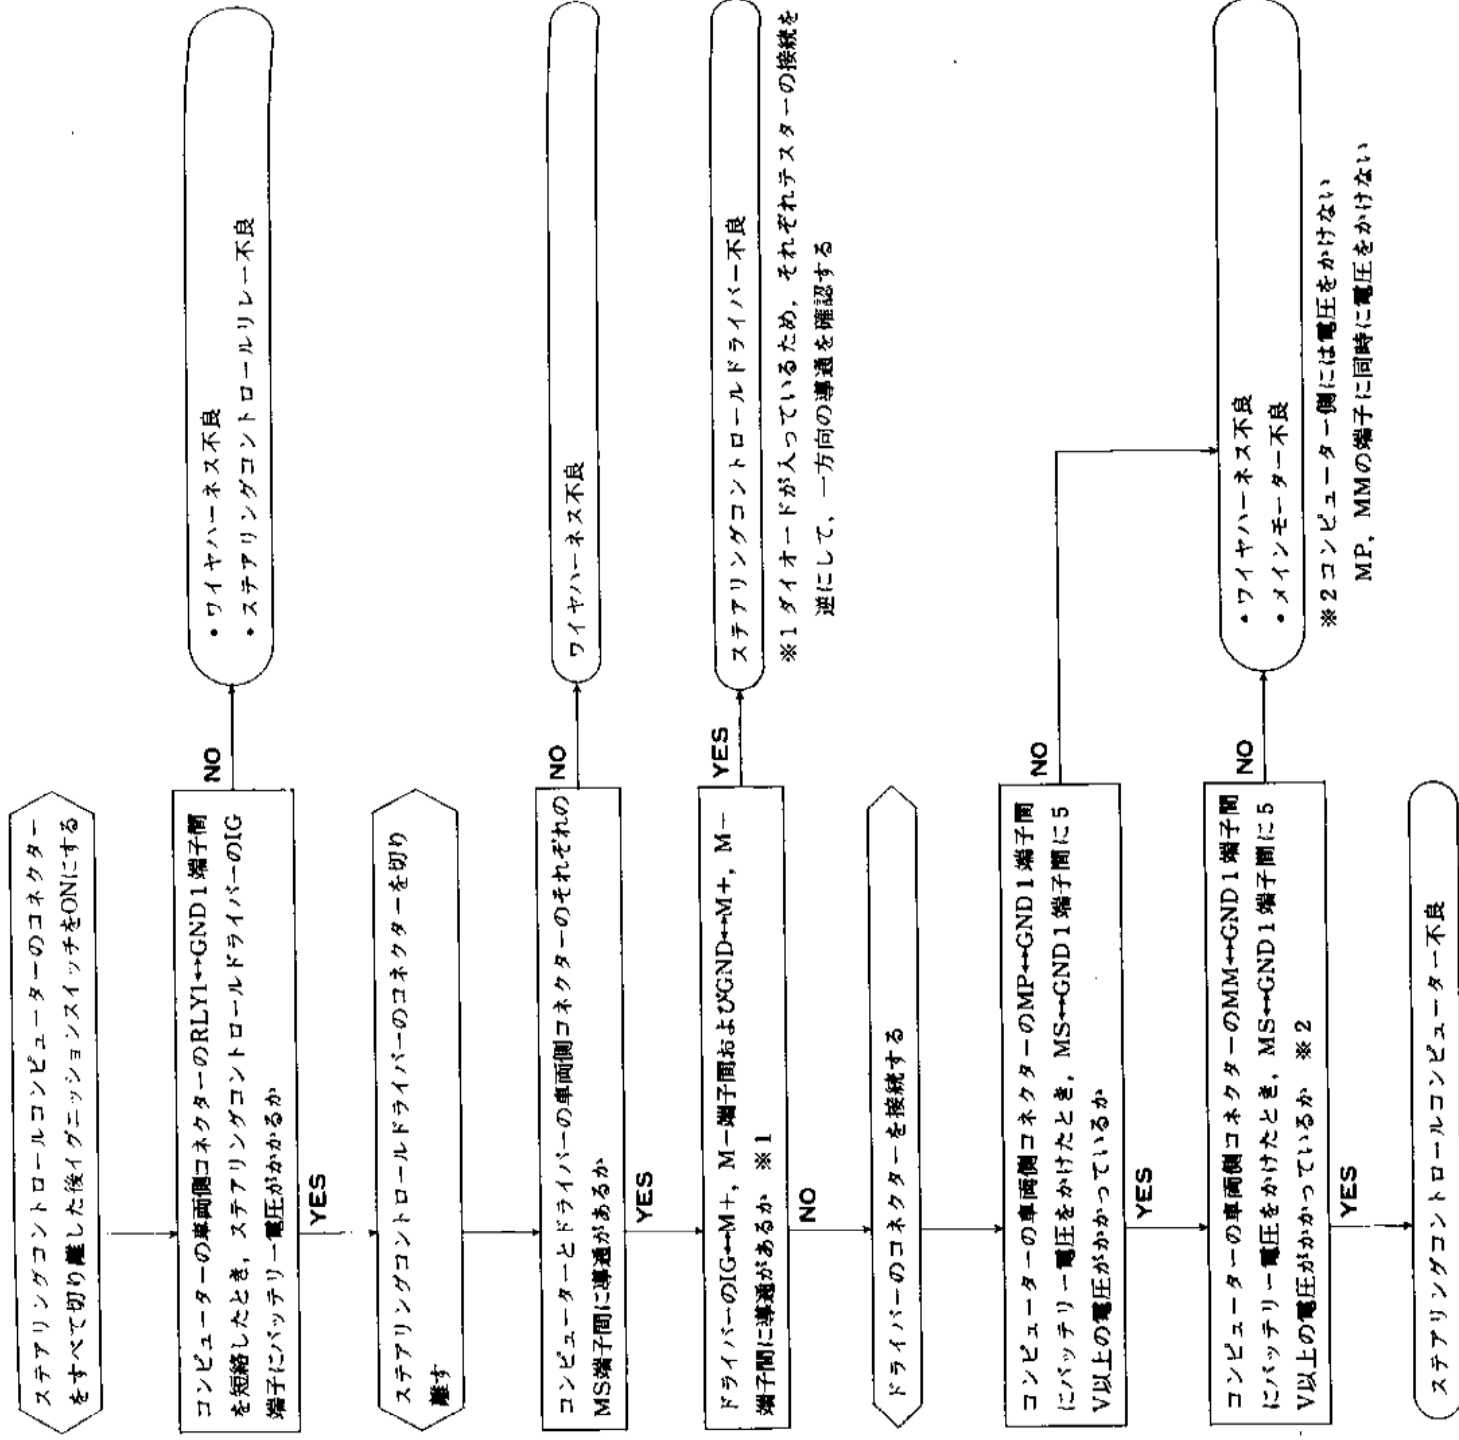 ステアリングコントロールコンピューターのコネクター
をすべて切り離した後イグニッションスイッチをONにする
コンピューターの車両側コネクターのRLY1↔GND1端子間
を短絡したとき，ステアリングコントロールドライバーのIG
端子にバッテリー電圧がかかるか
NO
・ワイヤハーネス不良
・ステアリングコントロールリレー不良
YES
ステアリングコントロールドライバーのコネクターを切り
離す
コンピューターとドライバーの車両側コネクターのそれぞれの
MS端子間に導通があるか
NO
ワイヤハーネス不良
YES
ドライバーのIG↔M+，M−端子間およびGND↔M+，M−
端子間に導通があるか ※1
YES
ステアリングコントロールドライバー不良
※1ダイオードが入っているため，それぞれテスターの接続を
逆にして，一方向の導通を確認する
NO
ドライバーのコネクターを接続する
コンピューターの車両側コネクターのMP↔GND1端子間
にバッテリー電圧をかけたとき，MS↔GND1端子間に5
V以上の電圧がかかっているか
NO
YES
コンピューターの車両側コネクターのMM↔GND1端子間
にバッテリー電圧をかけたとき，MS↔GND1端子間に5
V以上の電圧がかかっているか ※2
NO
・ワイヤハーネス不良
・メインモーター不良
※2コンピューター側には電圧をかけない
MP，MMの端子に同時に電圧をかけない
YES
ステアリングコントロールコンピューター不良